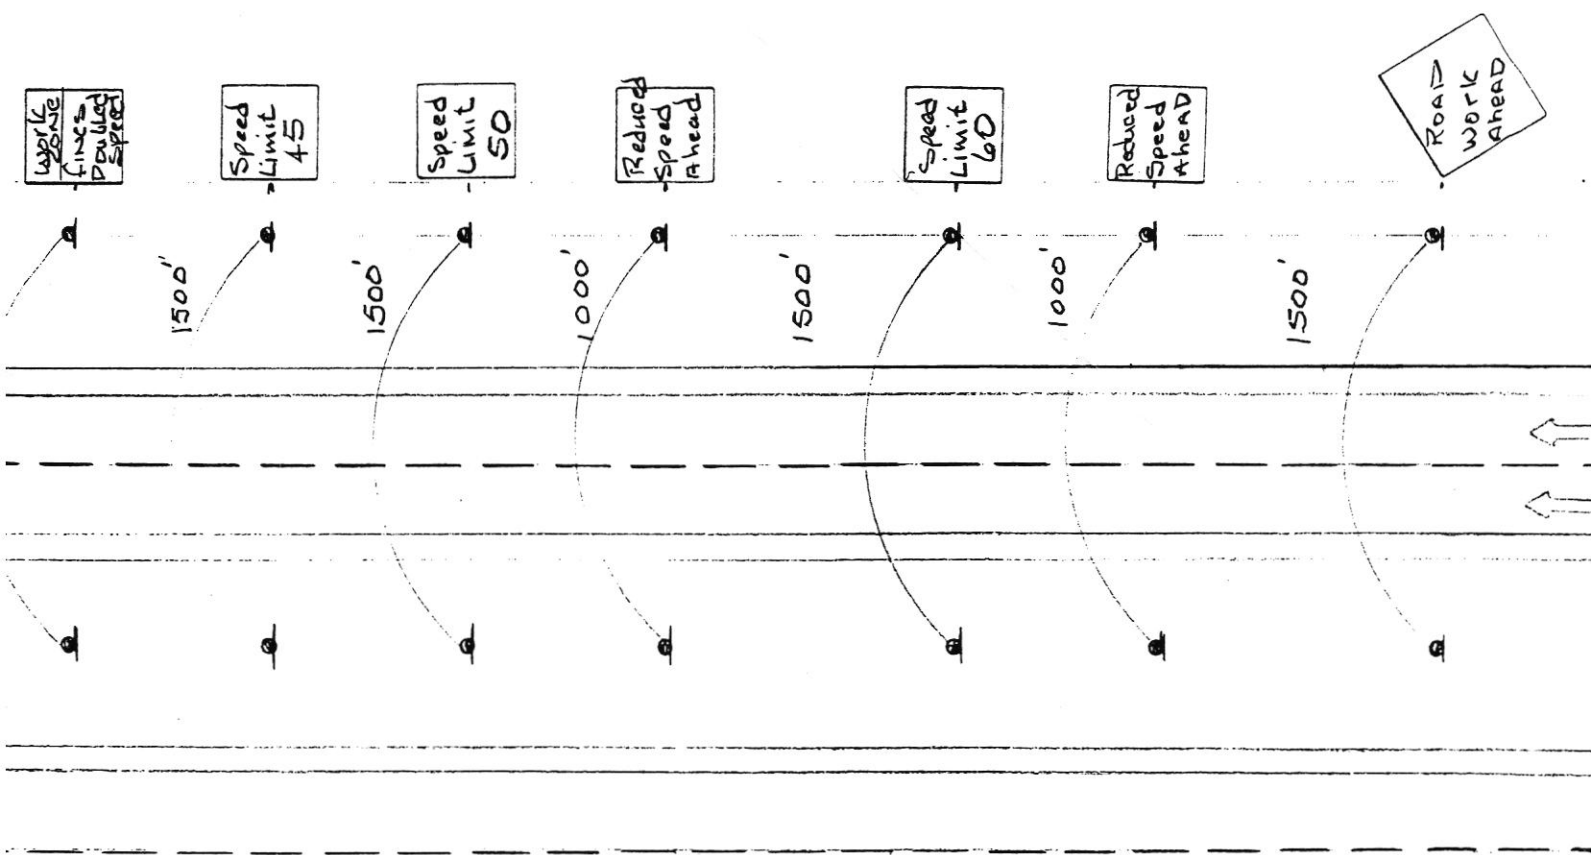 Work
Zone
fines
Doubled
Speed
Speed
Limit
45
Speed
Limit
50
Reduced
Speed
Ahead
Speed
Limit
60
Reduced
Speed
AheAD
ROAD
Work
AheAD
1500"
1500'
1000'
1500'
1000'
1500'